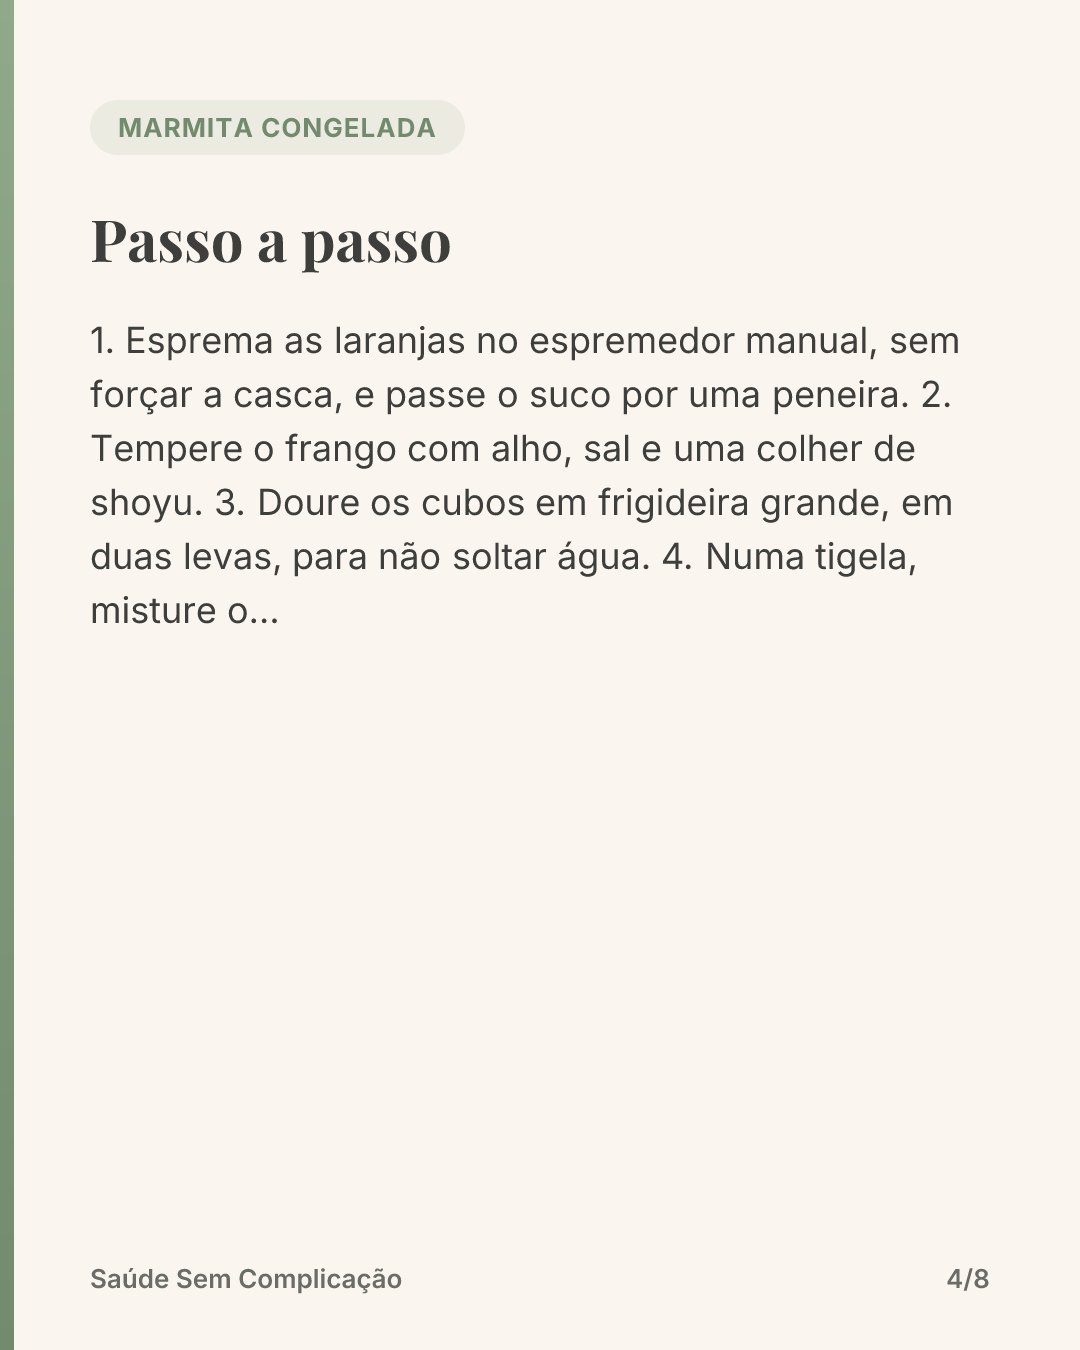 MARMITA CONGELADA
Passo a passo
1. Esprema as laranjas no espremedor manual, sem
forçar a casca, e passe o suco por uma peneira. 2.
Tempere o frango com alho, sal e uma colher de
shoyu. 3. Doure os cubos em frigideira grande, em
duas levas, para não soltar água. 4. Numa tigela,
misture o...
Saúde Sem Complicação
4/8